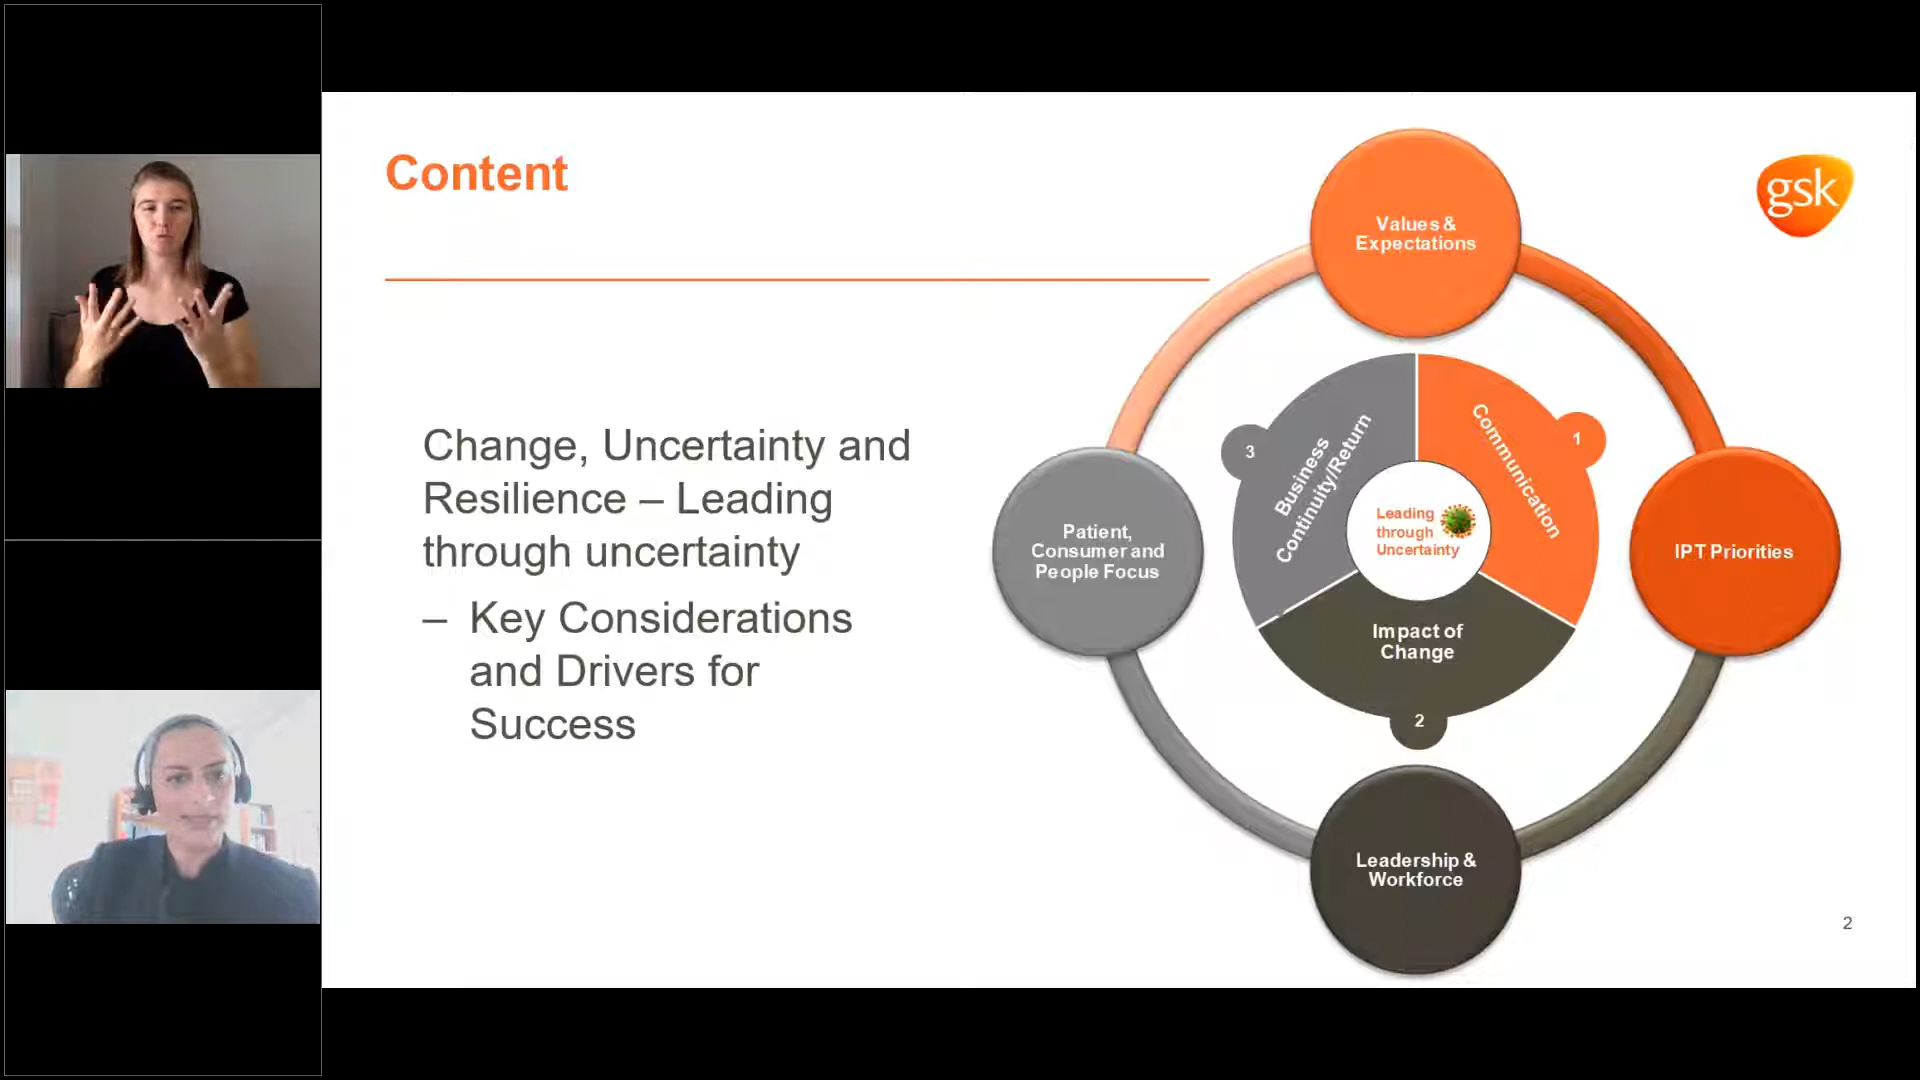 Content
gsk
Change, Uncertainty and
Resilience – Leading
through uncertainty
– Key Considerations
and Drivers for
Success
Values &
Expectations
IPT Priorities
Leadership &
Workforce
Patient,
Consumer and
People Focus
1
Communication
2
Impact of
Change
3
Business
Continuity/Return
Leading
through
Uncertainty
2